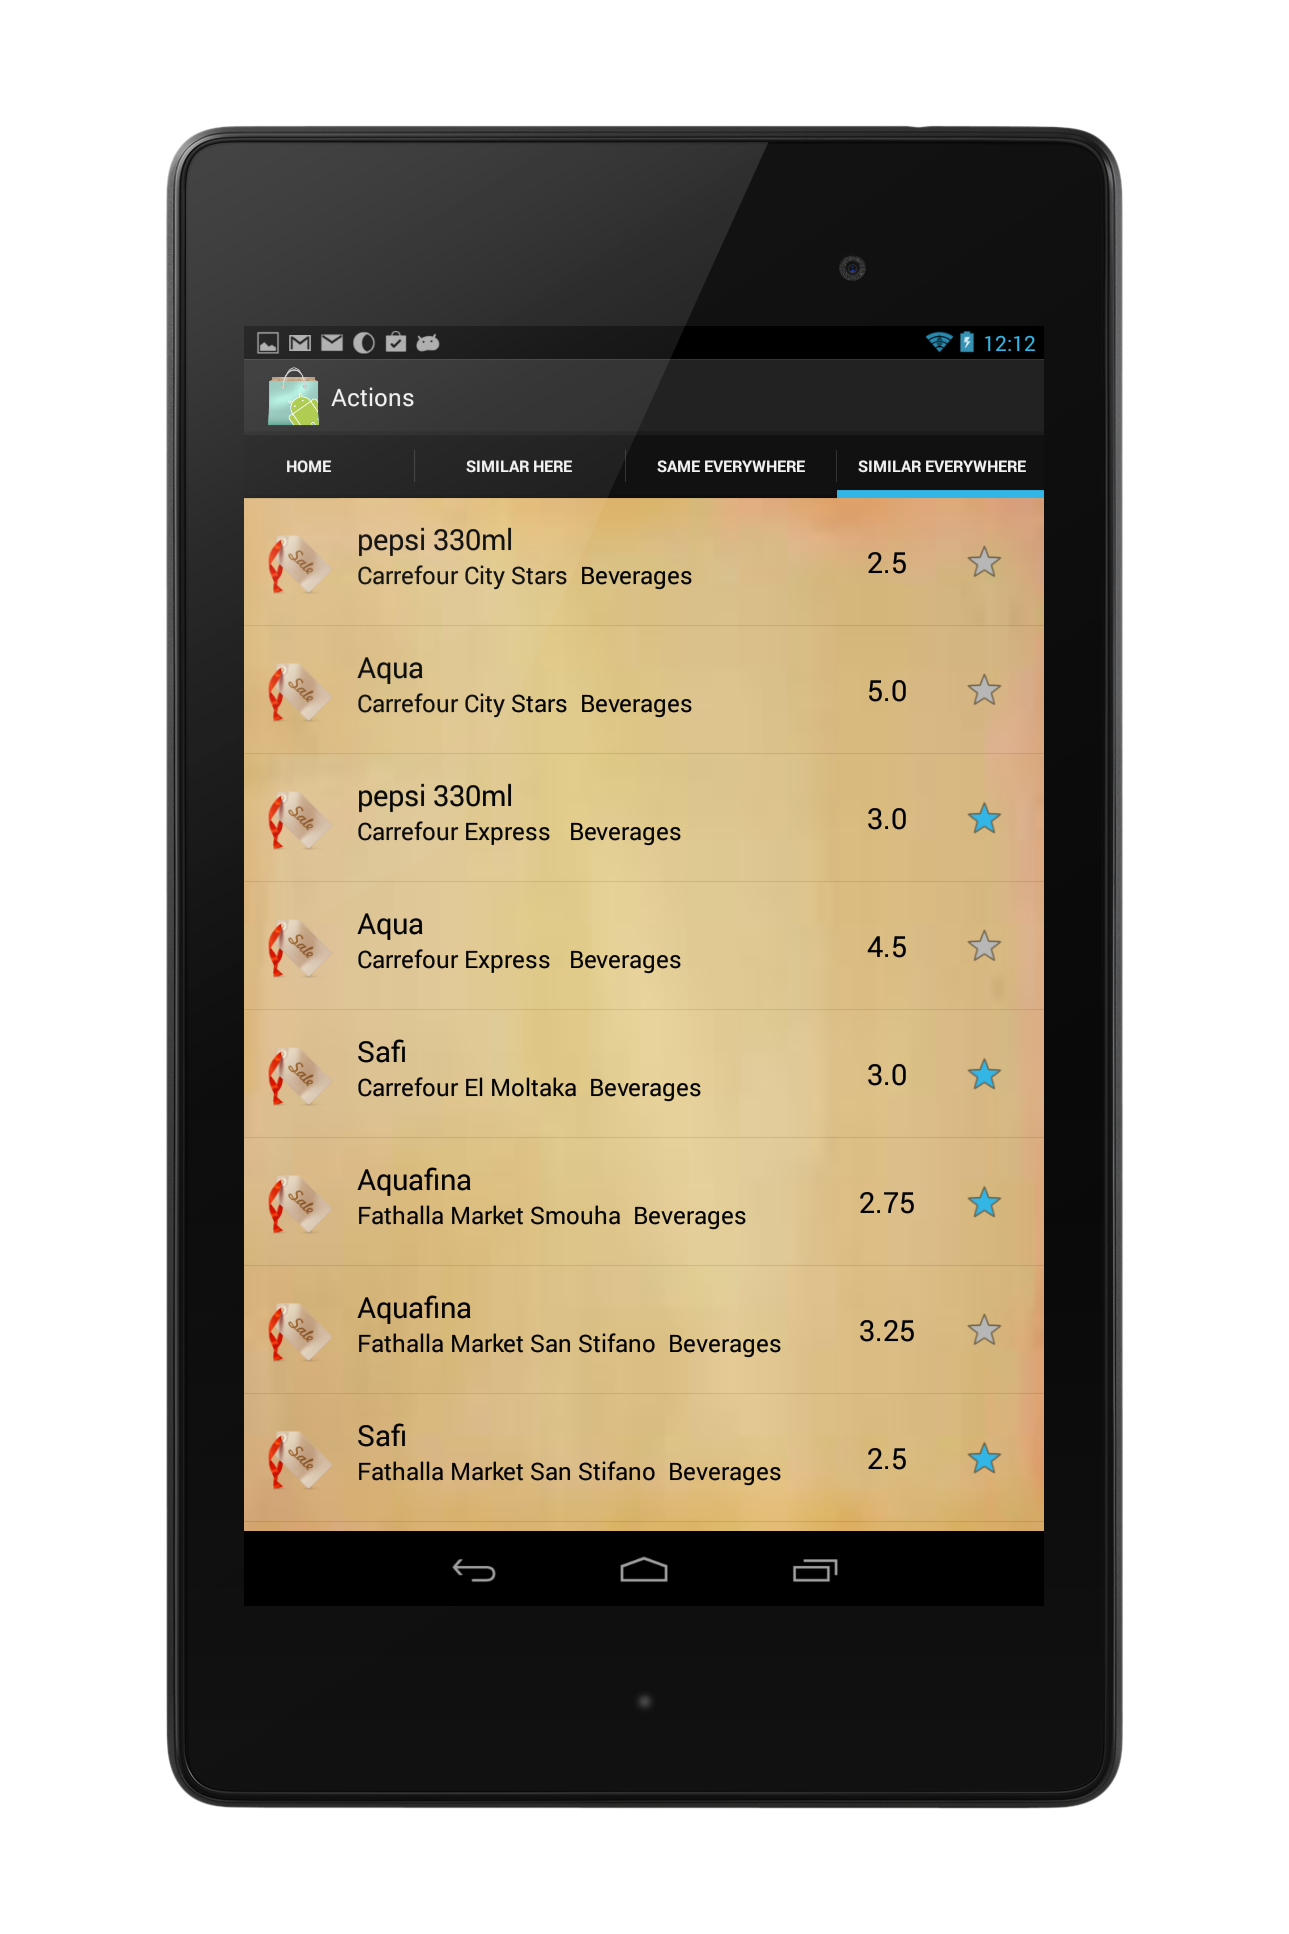 12:12
Actions
HOME SIMILAR HERE SAME EVERYWHERE SIMILAR EVERYWHERE
Sale
pepsi 330ml
Carrefour City Stars Beverages
2.5
Sale
Aqua
Carrefour City Stars Beverages
5.0
Sale
pepsi 330ml
Carrefour Express Beverages
3.0
Sale
Aqua
Carrefour Express Beverages
4.5
Sale
Safi
Carrefour El Moltaka Beverages
3.0
Sale
Aquafina
Fathalla Market Smouha Beverages
2.75
Sale
Aquafina
Fathalla Market San Stifano Beverages
3.25
Sale
Safi
Fathalla Market San Stifano Beverages
2.5